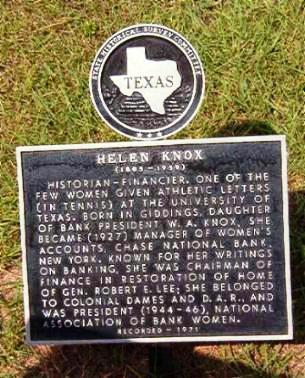 STATE HISTORICAL SURVEY COMMITTEE
TEXAS
HELEN KNOX
HISTORIAN-FINANCIER. ONE OF THE
FEW WOMEN GIVEN ATHLETIC LETTERS
(IN TENNIS) AT THE UNIVERSITY OF
TEXAS. BORN IN GIDDINGS, DAUGHTER
OF BANK PRESIDENT W. A. KNOX, SHE
BECAME (1927) MANAGER OF WOMEN'S
ACCOUNTS, CHASE NATIONAL BANK,
NEW YORK. KNOWN FOR HER WRITINGS
ON BANKING, SHE WAS CHAIRMAN OF
FINANCE IN RESTORATION OF HOME
OF GEN. ROBERT E. LEE; SHE BELONGED
TO COLONIAL DAMES AND D.A.R., AND
WAS PRESIDENT (1944-46), NATIONAL
ASSOCIATION OF BANK WOMEN.
RECORDED - 1971